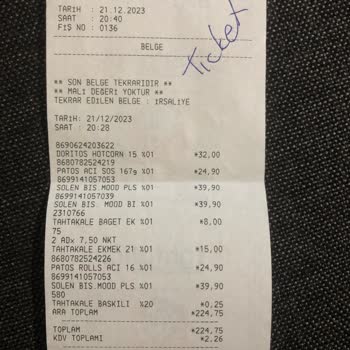 TARİH : 21.12.2023
SAAT : 20:40
FİŞ NO : 0136
Ticket
BELGE
** SON BELGE TEKRARIDIR **
** MALİ DEĞERİ YOKTUR **
TEKRAR EDİLEN BELGE : İRSALİYE
TARİH: 21/12/2023
SAAT : 20:28
8690624203622
DORITOS HOTCORN 15 %01 *32,00
8680782524219
PATOS ACI SOS 167g %01 *24,90
8699141057053
SOLEN BIS.MOOD PLS %01 *39,90
8699141057039
SOLEN BIS. MOOD BI %01 *39,90
2310766
TAHTAKALE BAGET EK %01 *8,00
75
2 ADx 7,50 NKT
TAHTAKALE EKMEK 21 %01 *15,00
8680782524226
PATOS ROLLS ACI 16 %01 *24,90
8699141057053
SOLEN BIS.MOOD PLS %01 *39,90
580
TAHTAKALE BASKILI %20 *0,25
ARA TOPLAM *224,75
TOPLAM *224,75
KDV TOPLAMI *2,26